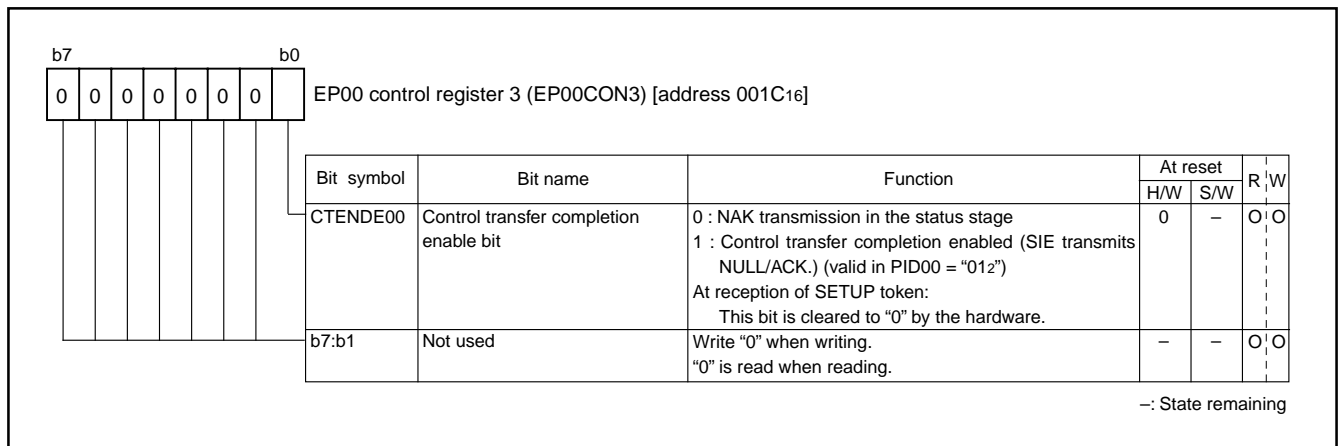 b7 b0
0 0 0 0 0 0 0 EP00 control register 3 (EP00CON3) [address 001C16]
Bit symbol Bit name Function At reset R W
H/W S/W
CTENDE00 Control transfer completion 0 : NAK transmission in the status stage 0 – O O
enable bit 1 : Control transfer completion enabled (SIE transmits
NULL/ACK.) (valid in PID00 = “012”)
At reception of SETUP token:
This bit is cleared to “0” by the hardware.
b7:b1 Not used Write “0” when writing. – – O O
“0” is read when reading.
–: State remaining